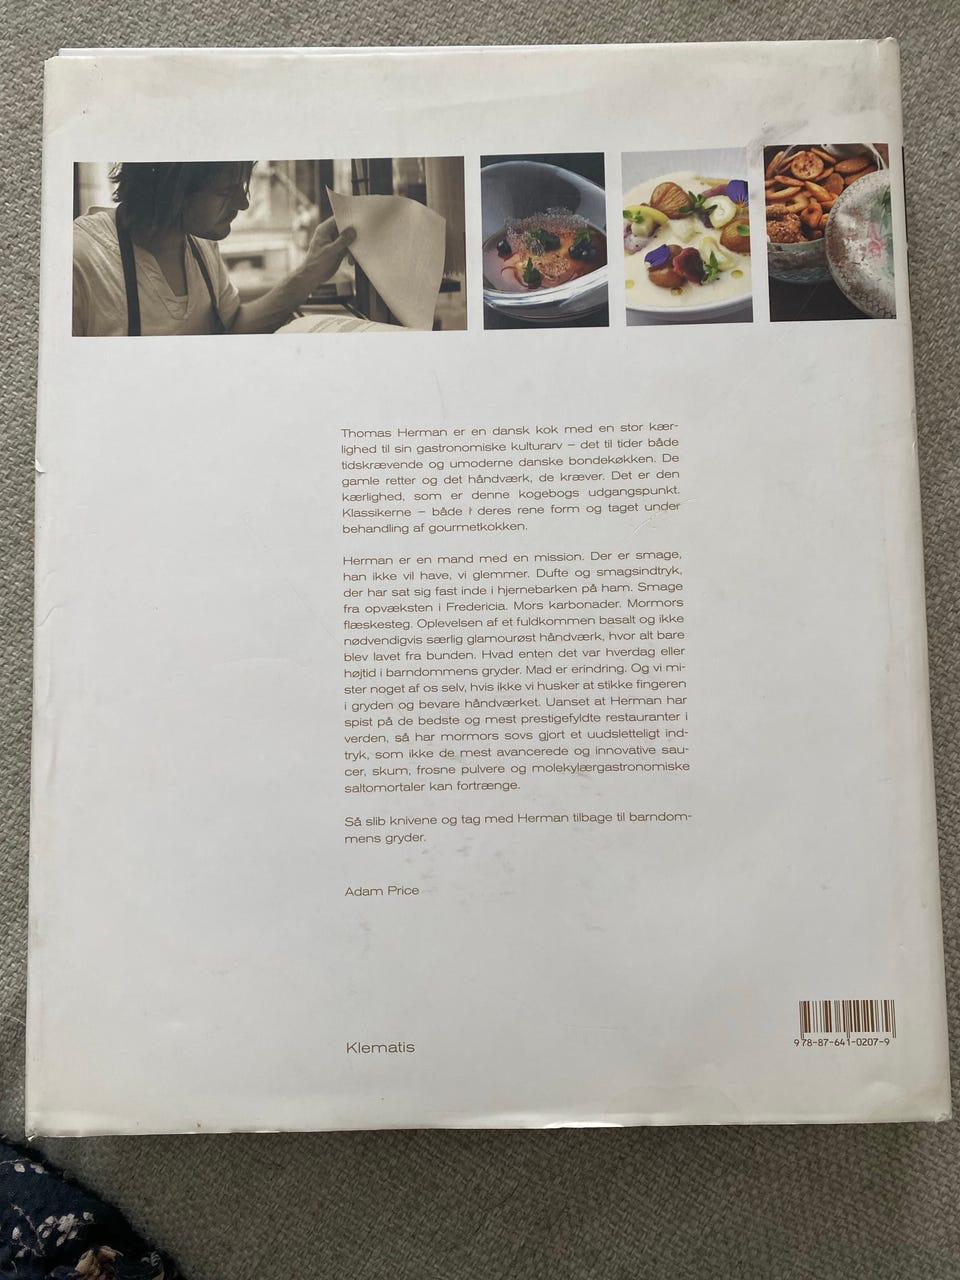 Thomas Herman er en dansk kok med en stor kær-
lighed til sin gastronomiske kulturarv – det til tider både
tidskrævende og umoderne danske bondekøkken. De
gamle retter og det håndværk, de kræver. Det er den
kærlighed, som er denne kogebogs udgangspunkt.
Klassikerne – både i deres rene form og taget under
behandling af gourmetkokken.
Herman er en mand med en mission. Der er smage,
han ikke vil have, vi glemmer. Dufte og smagsindtryk,
der har sat sig fast inde i hjernebarken på ham. Smage
fra opvæksten i Fredericia. Mors karbonader. Mormors
flæskesteg. Oplevelsen af et fuldkommen basalt og ikke
nødvendigvis særlig glamourøst håndværk, hvor alt bare
blev lavet fra bunden. Hvad enten det var hverdag eller
højtid i barndommens gryder. Mad er erindring. Og vi mi-
ster noget af os selv, hvis ikke vi husker at stikke fingeren
i gryden og bevare håndværket. Uanset at Herman har
spist på de bedste og mest prestigefyldte restauranter i
verden, så har mormors sovs gjort et uudsletteligt ind-
tryk, som ikke de mest avancerede og innovative sau-
cer, skum, frosne pulvere og molekylærgastronomiske
saltomortaler kan fortrænge.
Så slib knivene og tag med Herman tilbage til barndom-
mens gryder.
Adam Price
Klematis
9 78-87-641-0207-9